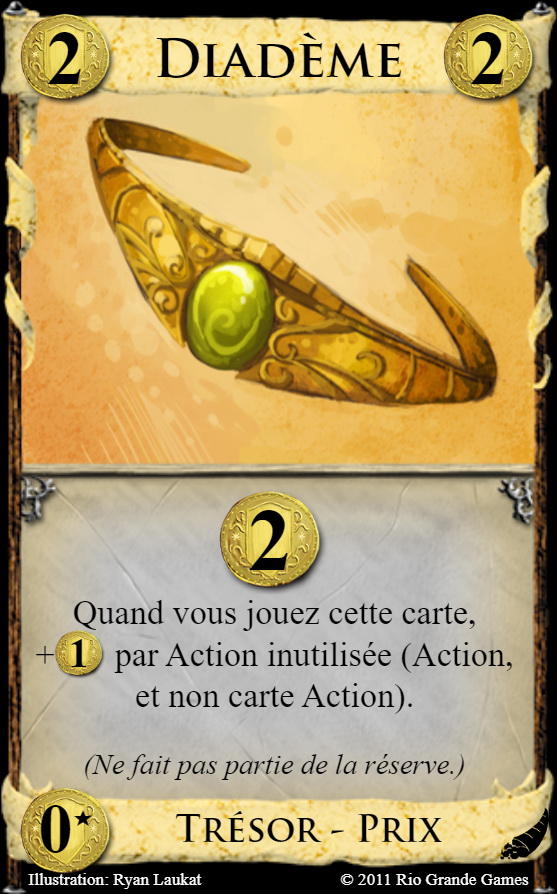 2 DIADÈME 2
2
Quand vous jouez cette carte,
+1 par Action inutilisée (Action,
et non carte Action).
(Ne fait pas partie de la réserve.)
0* TRÉSOR - PRIX
Illustration: Ryan Laukat © 2011 Rio Grande Games